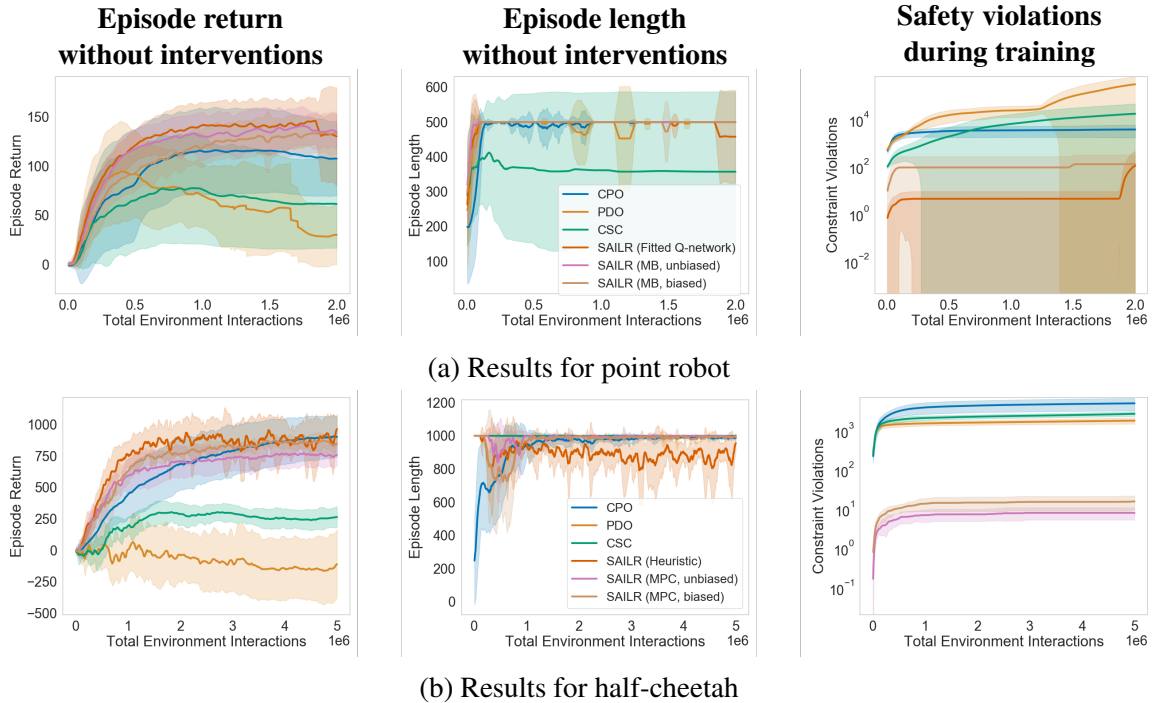 Episode return
without interventions
Episode length
without interventions
Safety violations
during training
Episode Return
150
100
50
0
0.0 0.5 1.0 1.5 2.0
Total Environment Interactions 1e6
Episode Length
600
500
400
300
200
100
CPO
PDO
CSC
SAILR (Fitted Q-network)
SAILR (MB, unbiased)
SAILR (MB, biased)
0.0 0.5 1.0 1.5 2.0
Total Environment Interactions 1e6
Constraint Violations
10^4
10^2
10^0
10^−2
0.0 0.5 1.0 1.5 2.0
Total Environment Interactions 1e6
(a) Results for point robot
Episode Return
1000
750
500
250
0
−250
−500
0 1 2 3 4 5
Total Environment Interactions 1e6
Episode Length
1200
1000
800
600
400
200
0
CPO
PDO
CSC
SAILR (Heuristic)
SAILR (MPC, unbiased)
SAILR (MPC, biased)
0 1 2 3 4 5
Total Environment Interactions 1e6
Constraint Violations
10^3
10^2
10^1
10^0
10^−1
0 1 2 3 4 5
Total Environment Interactions 1e6
(b) Results for half-cheetah